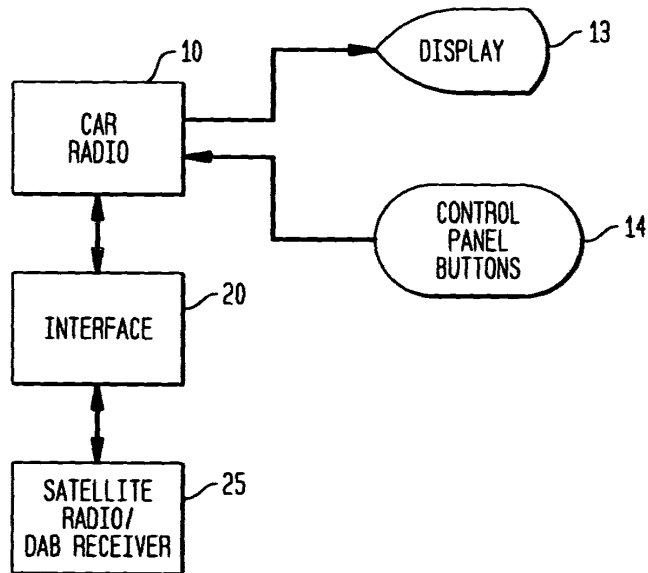 10
CAR
RADIO
DISPLAY
13
CONTROL
PANEL
BUTTONS
14
INTERFACE
20
SATELLITE
RADIO/
DAB RECEIVER
25